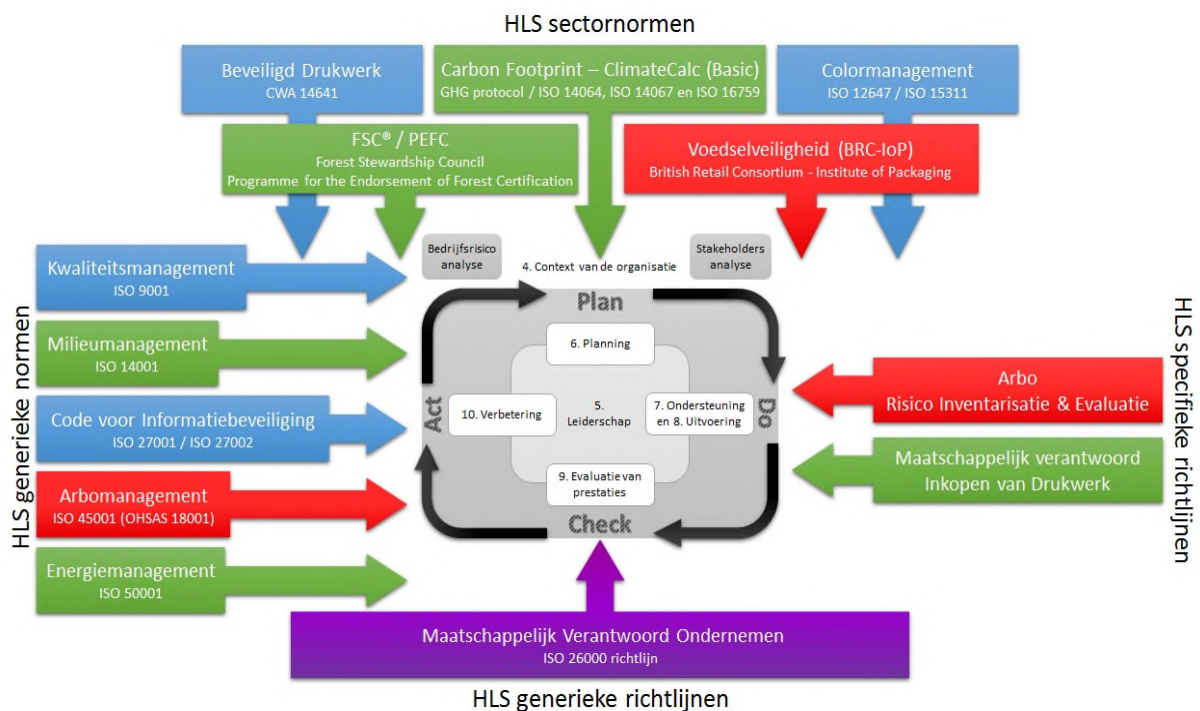 HLS sectornormen
Beveiligd Drukwerk
CWA 14641
Carbon Footprint – ClimateCalc (Basic)
GHG protocol / ISO 14064, ISO 14067 en ISO 16759
Colormanagement
ISO 12647 / ISO 15311
FSC® / PEFC
Forest Stewardship Council
Programme for the Endorsement of Forest Certification
Voedselveiligheid (BRC-IoP)
British Retail Consortium - Institute of Packaging
HLS generieke normen
Kwaliteitsmanagement
ISO 9001
Milieumanagement
ISO 14001
Code voor Informatiebeveiliging
ISO 27001 / ISO 27002
Arbomanagement
ISO 45001 (OHSAS 18001)
Energiemanagement
ISO 50001
Bedrijfsrisico
analyse
4. Context van de organisatie
Stakeholders
analyse
Plan
6. Planning
Act
10. Verbetering
5.
Leiderschap
7. Ondersteuning
en 8. Uitvoering
Do
9. Evaluatie van
prestaties
Check
HLS specifieke richtlijnen
Arbo
Risico Inventarisatie & Evaluatie
Maatschappelijk verantwoord
Inkopen van Drukwerk
Maatschappelijk Verantwoord Ondernemen
ISO 26000 richtlijn
HLS generieke richtlijnen